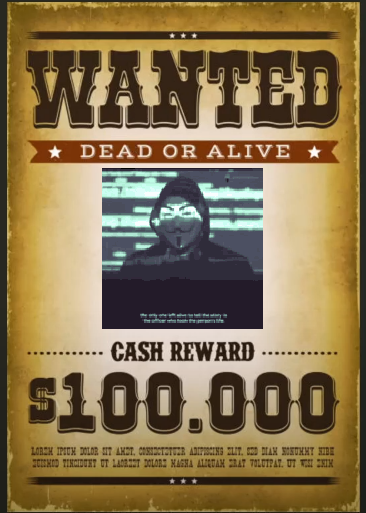 WANTED
DEAD OR ALIVE
the only one left alive to tell the story is
the officer who took the person's life.
CASH REWARD
$100.000
LOREM IPSUM DOLOR SIT AMET, CONSECTETUER ADIPISCING ELIT, SED DIAM NONUMMY NIBH
EUISMOD TINCIDUNT UT LAOREET DOLORE MAGNA ALIQUAM ERAT VOLUTPAT. UT WISI ENIM